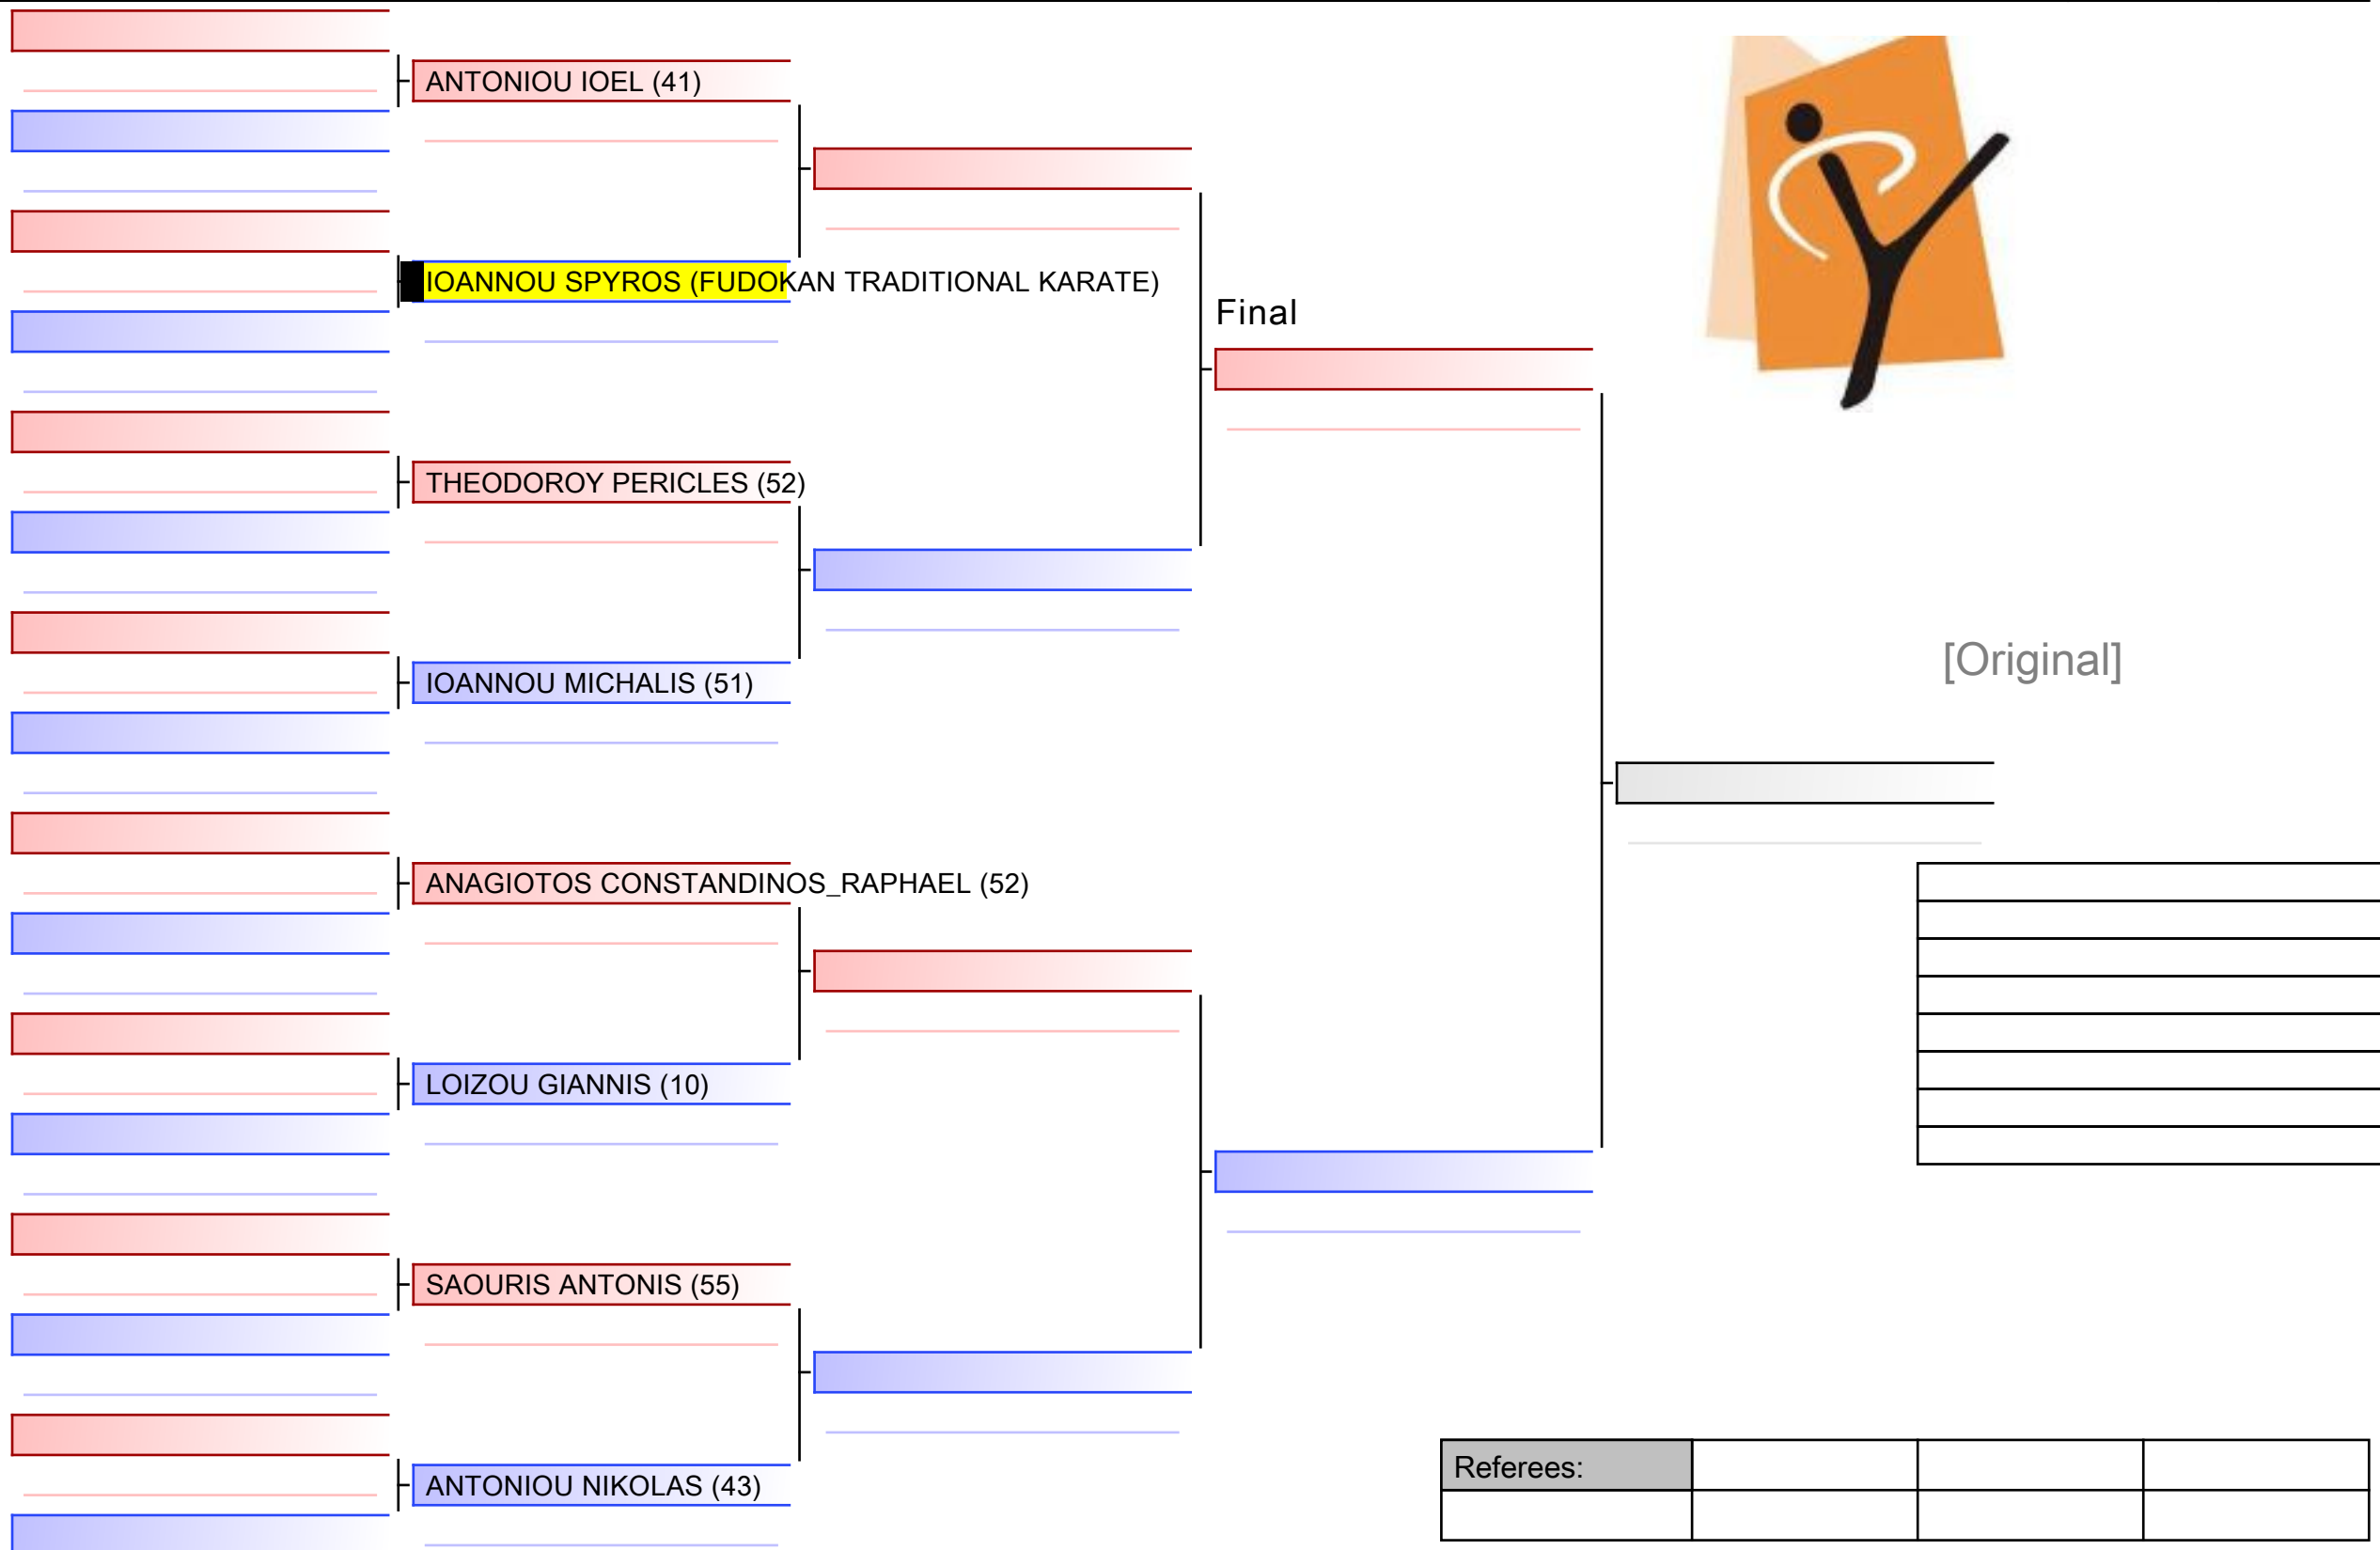 ANTONIOU IOEL (41)
IOANNOU SPYROS (FUDOKAN TRADITIONAL KARATE)
Final
THEODOROY PERICLES (52)
IOANNOU MICHALIS (51)
[Original]
ANAGIOTOS CONSTANDINOS_RAPHAEL (52)
LOIZOU GIANNIS (10)
SAOURIS ANTONIS (55)
ANTONIOU NIKOLAS (43)
Referees: